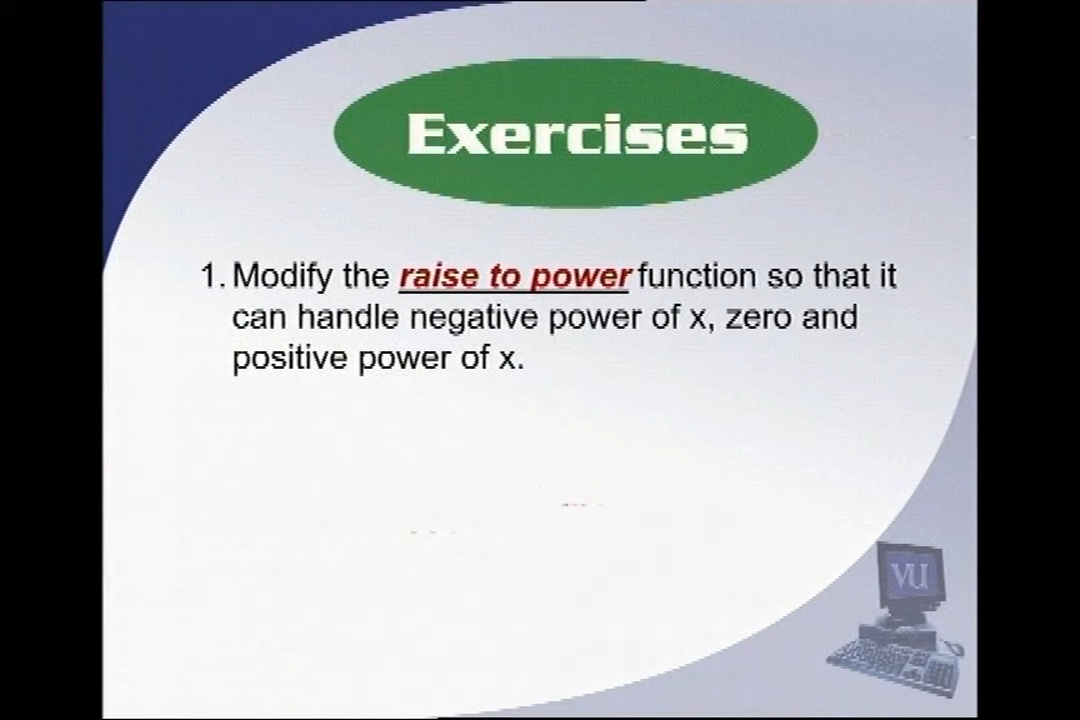 Exercises
1. Modify the raise to power function so that it
can handle negative power of x, zero and
positive power of x.
VU